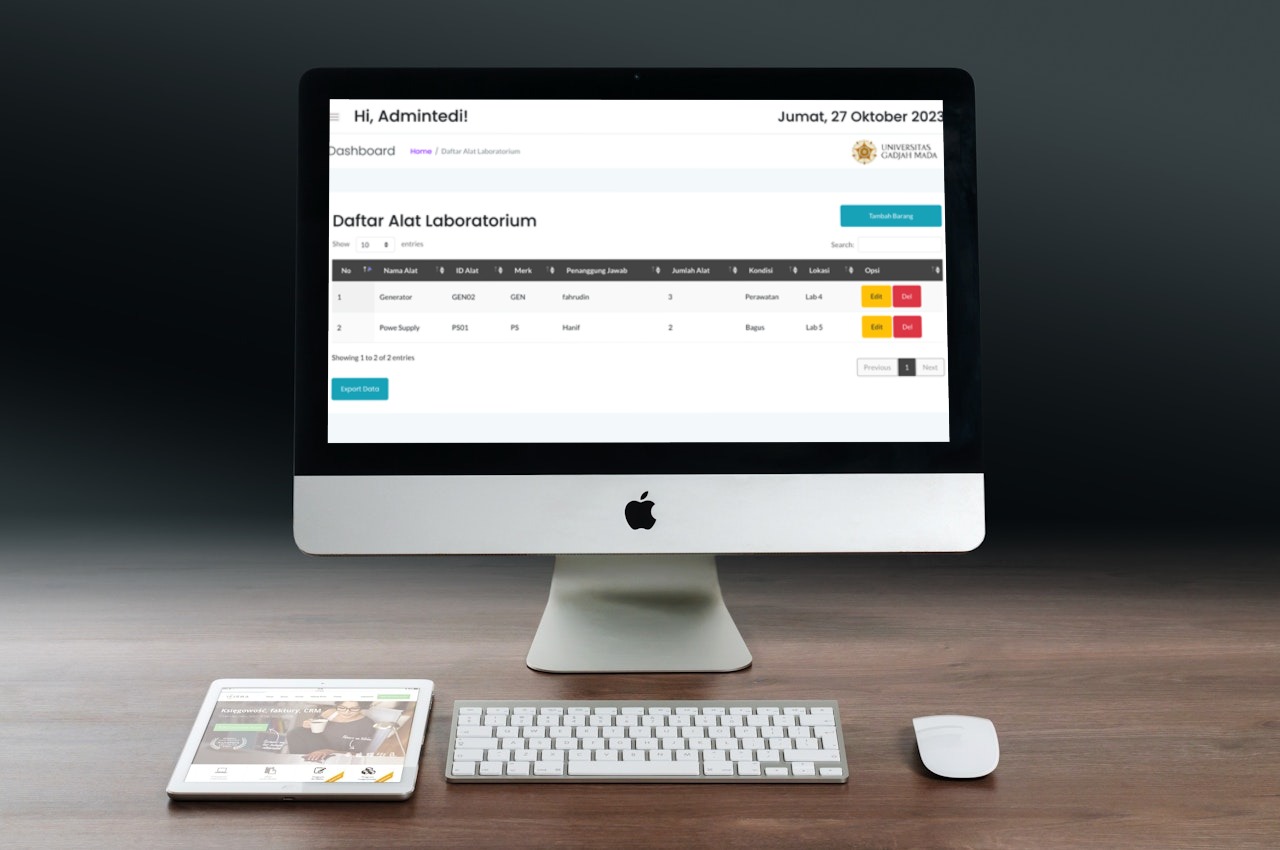 Hi, Admintedi!
Jumat, 27 Oktober 2023
Dashboard Home / Daftar Alat Laboratorium
UNIVERSITAS
GADJAH MADA
Daftar Alat Laboratorium
Tambah Barang
Show 10 entries
Search:
No Nama Alat ID Alat Merk Penanggung Jawab Jumlah Alat Kondisi Lokasi Opsi
1 Generator GEN02 GEN fahrudin 3 Perawatan Lab 4 Edit Del
2 Powe Supply PS01 PS Hanif 2 Bagus Lab 5 Edit Del
Showing 1 to 2 of 2 entries
Previous 1 Next
Export Data
Księgowość, faktury, CRM